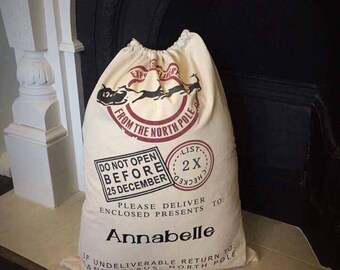 FROM THE NORTH POLE
DO NOT OPEN
BEFORE
25 DECEMBER
LIST
2X
CHECKED
PLEASE DELIVER
ENCLOSED PRESENTS TO:
Annabelle
IF UNDELIVERABLE RETURN TO
NORTH POLE